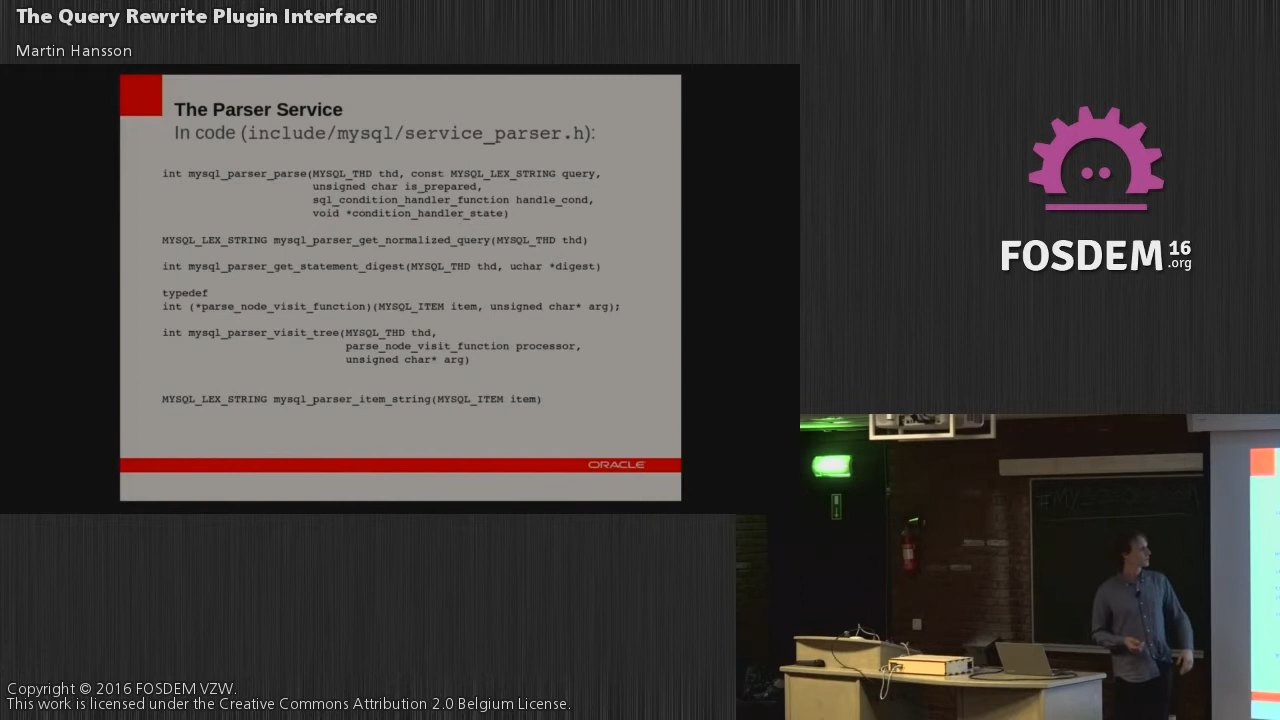 The Query Rewrite Plugin Interface
Martin Hansson
The Parser Service
In code (include/mysql/service_parser.h):
int mysql_parser_parse(MYSQL_THD thd, const MYSQL_LEX_STRING query,
unsigned char is_prepared,
sql_condition_handler_function handle_cond,
void *condition_handler_state)
MYSQL_LEX_STRING mysql_parser_get_normalized_query(MYSQL_THD thd)
int mysql_parser_get_statement_digest(MYSQL_THD thd, uchar *digest)
typedef
int (*parse_node_visit_function)(MYSQL_ITEM item, unsigned char* arg);
int mysql_parser_visit_tree(MYSQL_THD thd,
parse_node_visit_function processor,
unsigned char* arg)
MYSQL_LEX_STRING mysql_parser_item_string(MYSQL_ITEM item)
ORACLE
FOSDEM 16
.org
Copyright © 2016 FOSDEM VZW.
This work is licensed under the Creative Commons Attribution 2.0 Belgium License.